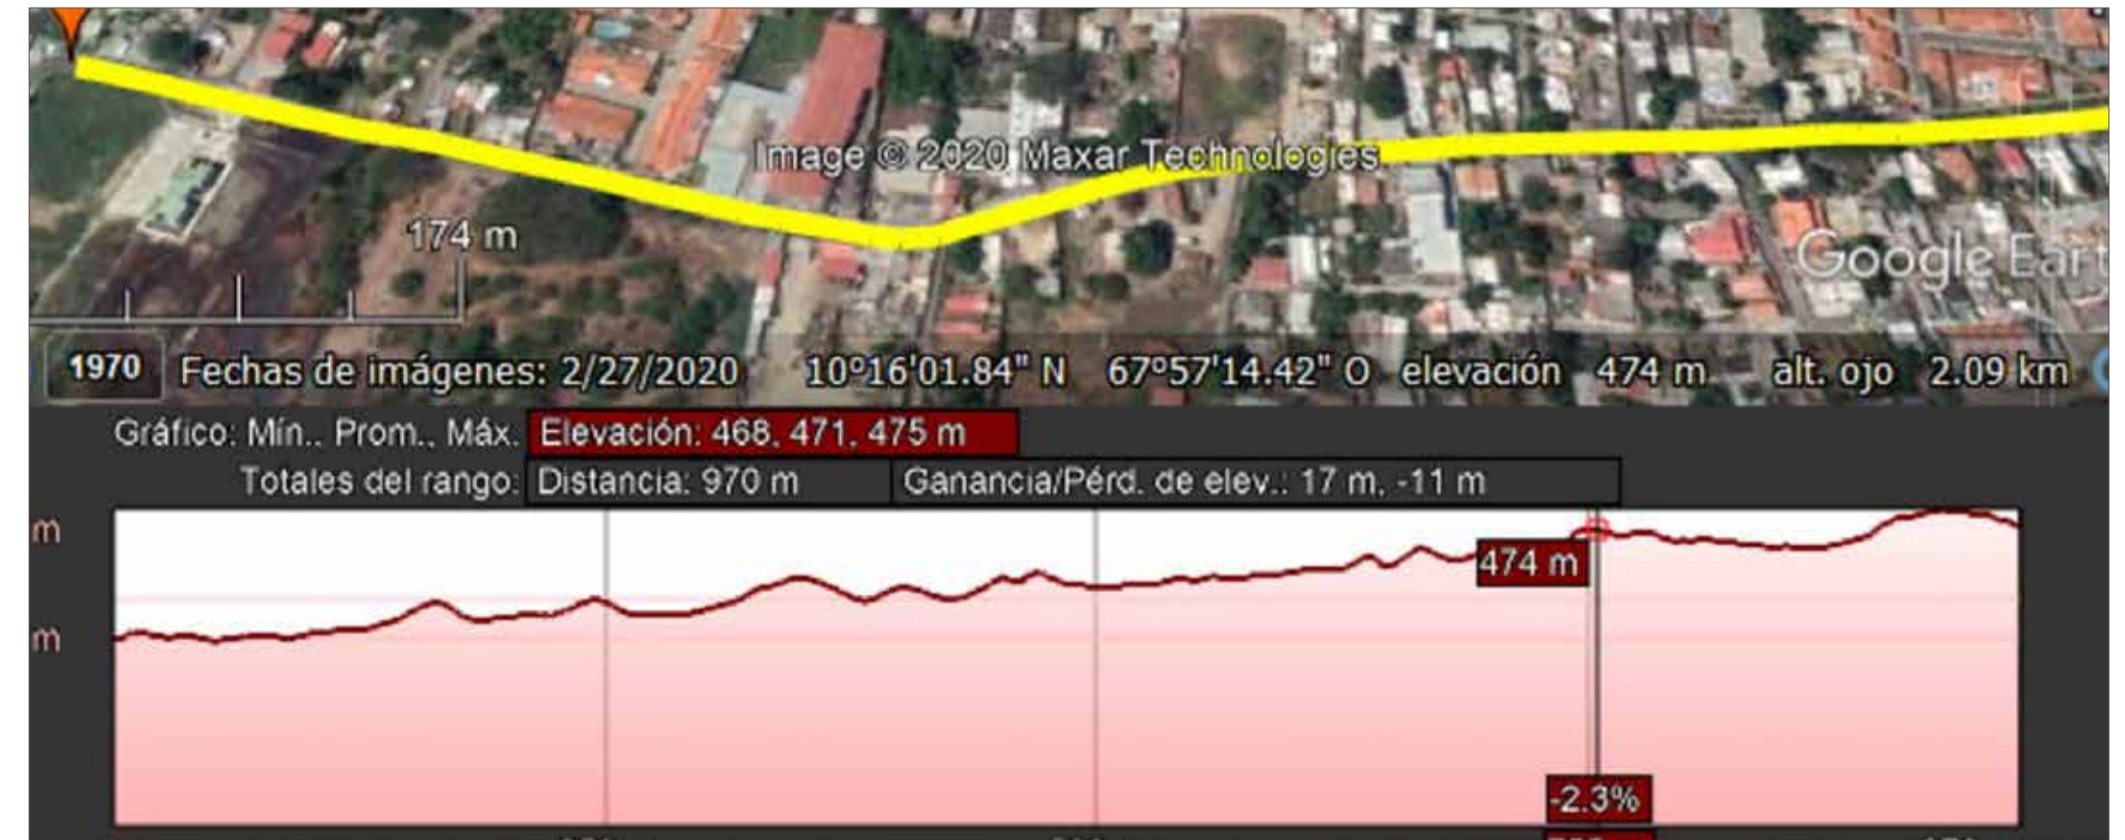 Image © 2020 Maxar Technologies
174 m
Google Eart
1970 Fechas de imágenes: 2/27/2020 10°16'01.84" N 67°57'14.42" O elevación 474 m alt. ojo 2.09 km
Gráfico: Mín.. Prom., Máx. Elevación: 468, 471, 475 m
Totales del rango: Distancia: 970 m Ganancia/Pérd. de elev.: 17 m, -11 m
m
474 m
m
-2.3%